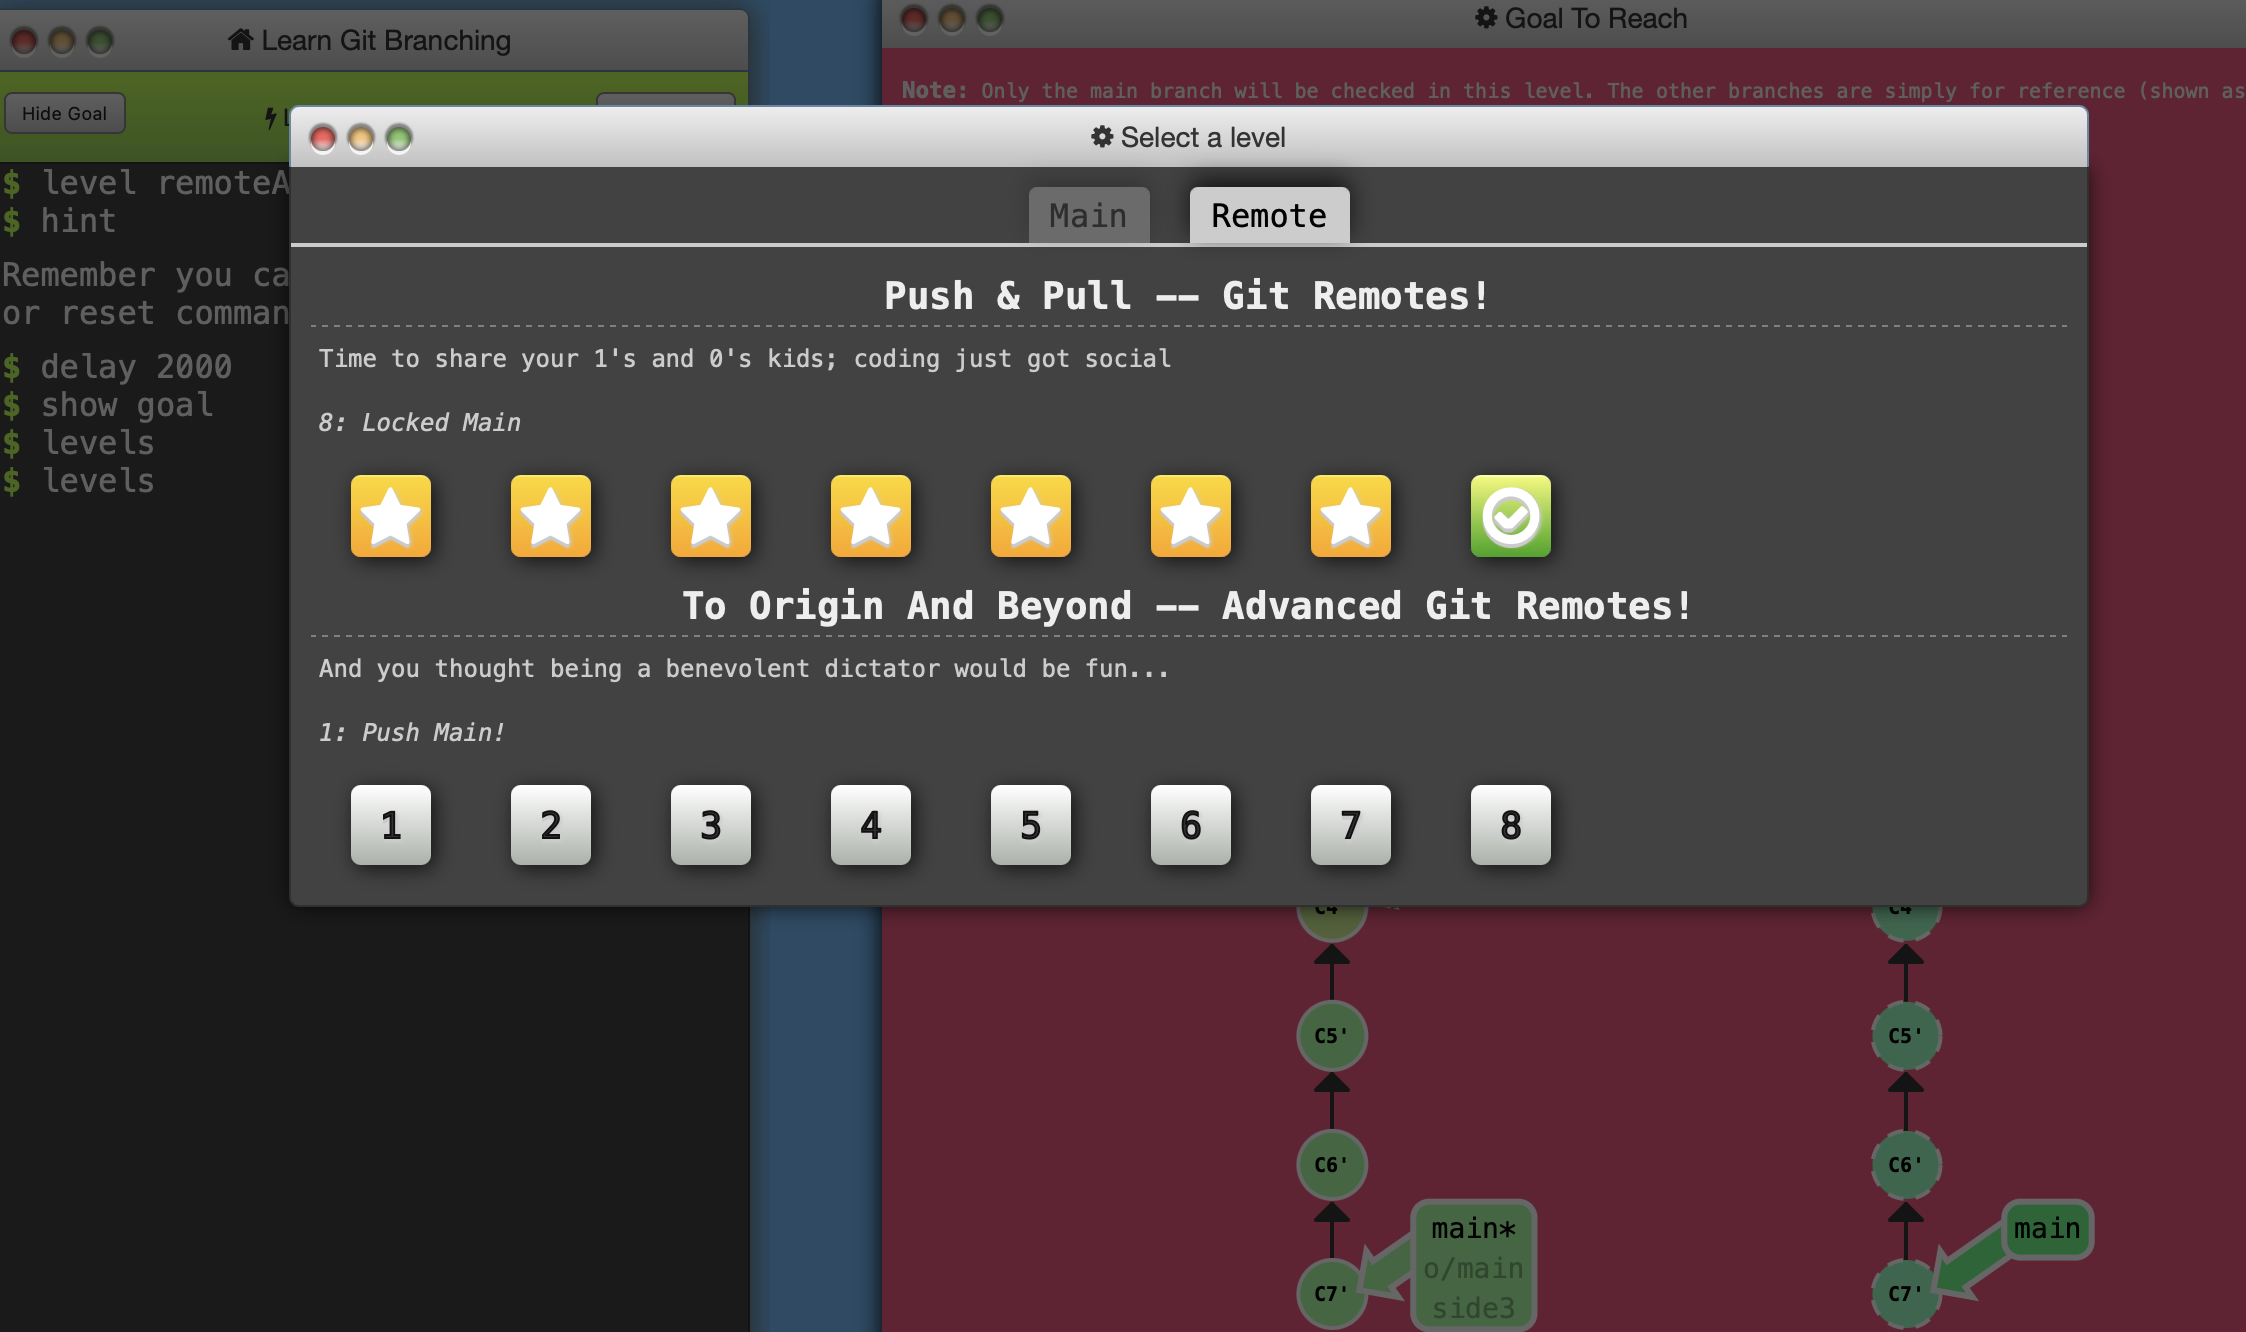 Learn Git Branching
Goal To Reach
Note: Only the main branch will be checked in this level. The other branches are simply for reference (shown as
Hide Goal
Select a level
$ level remoteA
$ hint
Remember you ca
or reset comman
$ delay 2000
$ show goal
$ levels
$ levels
Main
Remote
Push & Pull -- Git Remotes!
Time to share your 1's and 0's kids; coding just got social
8: Locked Main
To Origin And Beyond -- Advanced Git Remotes!
And you thought being a benevolent dictator would be fun...
1: Push Main!
1 2 3 4 5 6 7 8
C5' C5'
C6' C6'
main* main
o/main
C7' C7'
side3